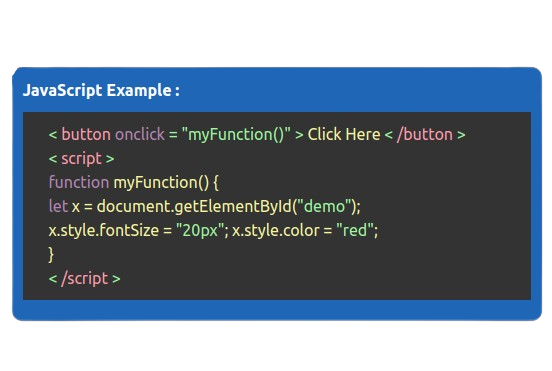 JavaScript Example :
< button onclick = "myFunction()" > Click Here < /button >
< script >
function myFunction() {
let x = document.getElementById("demo");
x.style.fontSize = "20px"; x.style.color = "red";
}
< /script >